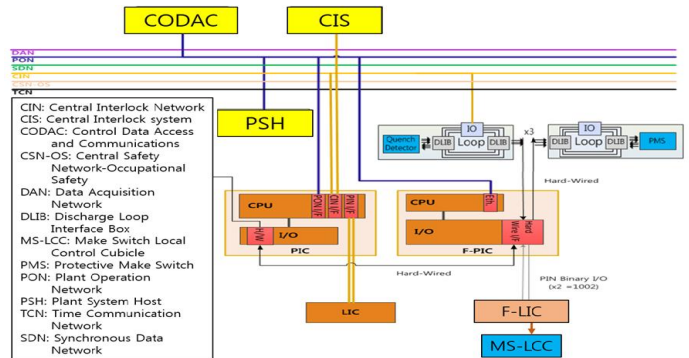 CODAC
CIS
DAN
PON
SDN
CIN
CSN-OS
TCN
PSH
CIN: Central Interlock Network
CIS: Central Interlock system
CODAC: Control Data Access
and Communications
CSN-OS: Central Safety
Network-Occupational
Safety
DAN: Data Acquisition
Network
DLIB: Discharge Loop
Interface Box
MS-LCC: Make Switch Local
Control Cubicle
PMS: Protective Make Switch
PON: Plant Operation
Network
PSH: Plant System Host
TCN: Time Communication
Network
SDN: Synchronous Data
Network
Quench
Detector
DLIB
IO
Loop
DLIB
x3
DLIB
IO
Loop
DLIB
PMS
Hard-Wired
CPU
PON I/F
CIN I/F
PIN I/F
H/W
I/O
PIC
CPU
Eth.
I/O
Hard
Wire I/F
F-PIC
Hard-Wired
PIN Binary I/O
(x2 =1002)
LIC
F-LIC
MS-LCC